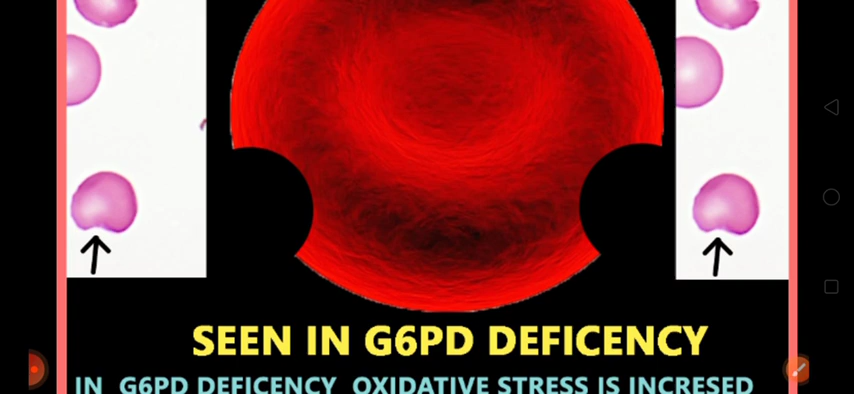 SEEN IN G6PD DEFICENCY
IN G6PD DEFICENCY OXIDATIVE STRESS IS INCRESED